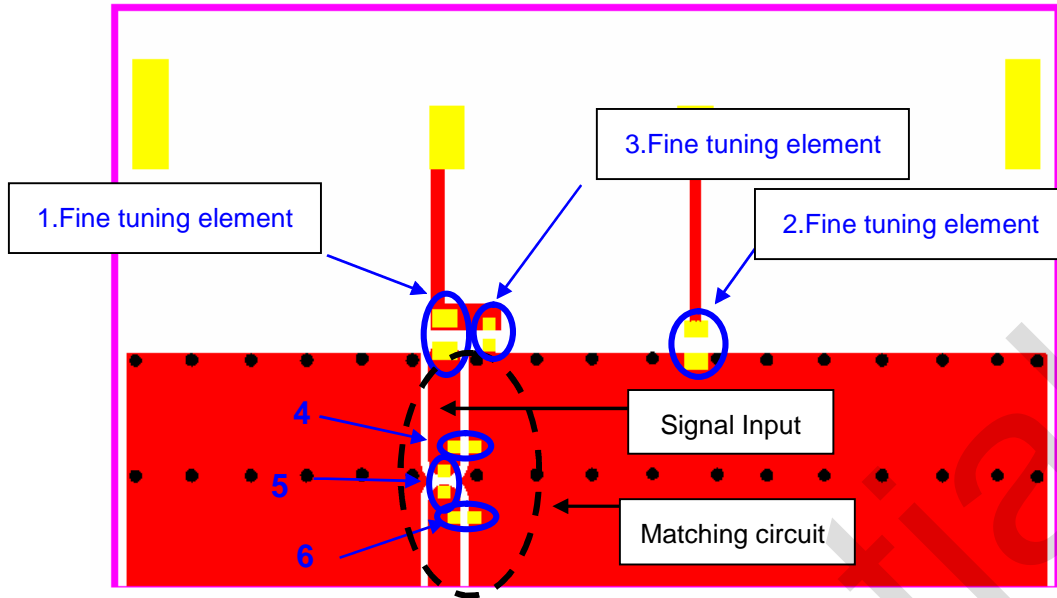 3.Fine tuning element
1.Fine tuning element
2.Fine tuning element
4
Signal Input
5
Matching circuit
6